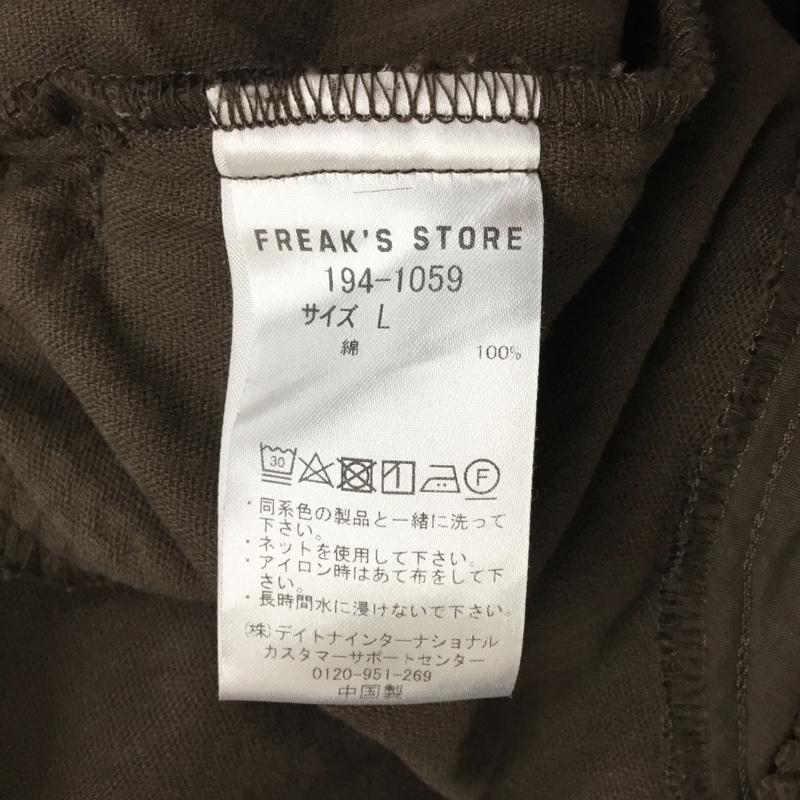 FREAK'S STORE
194-1059
サイズ L
綿 100%
30 F
・同系色の製品と一緒に洗って
下さい。
・ネットを使用して下さい。
・アイロン時はあて布をして下
さい。
・長時間水に浸けないで下さい。
(株)デイトナインターナショナル
カスタマーサポートセンター
0120-951-269
中国製